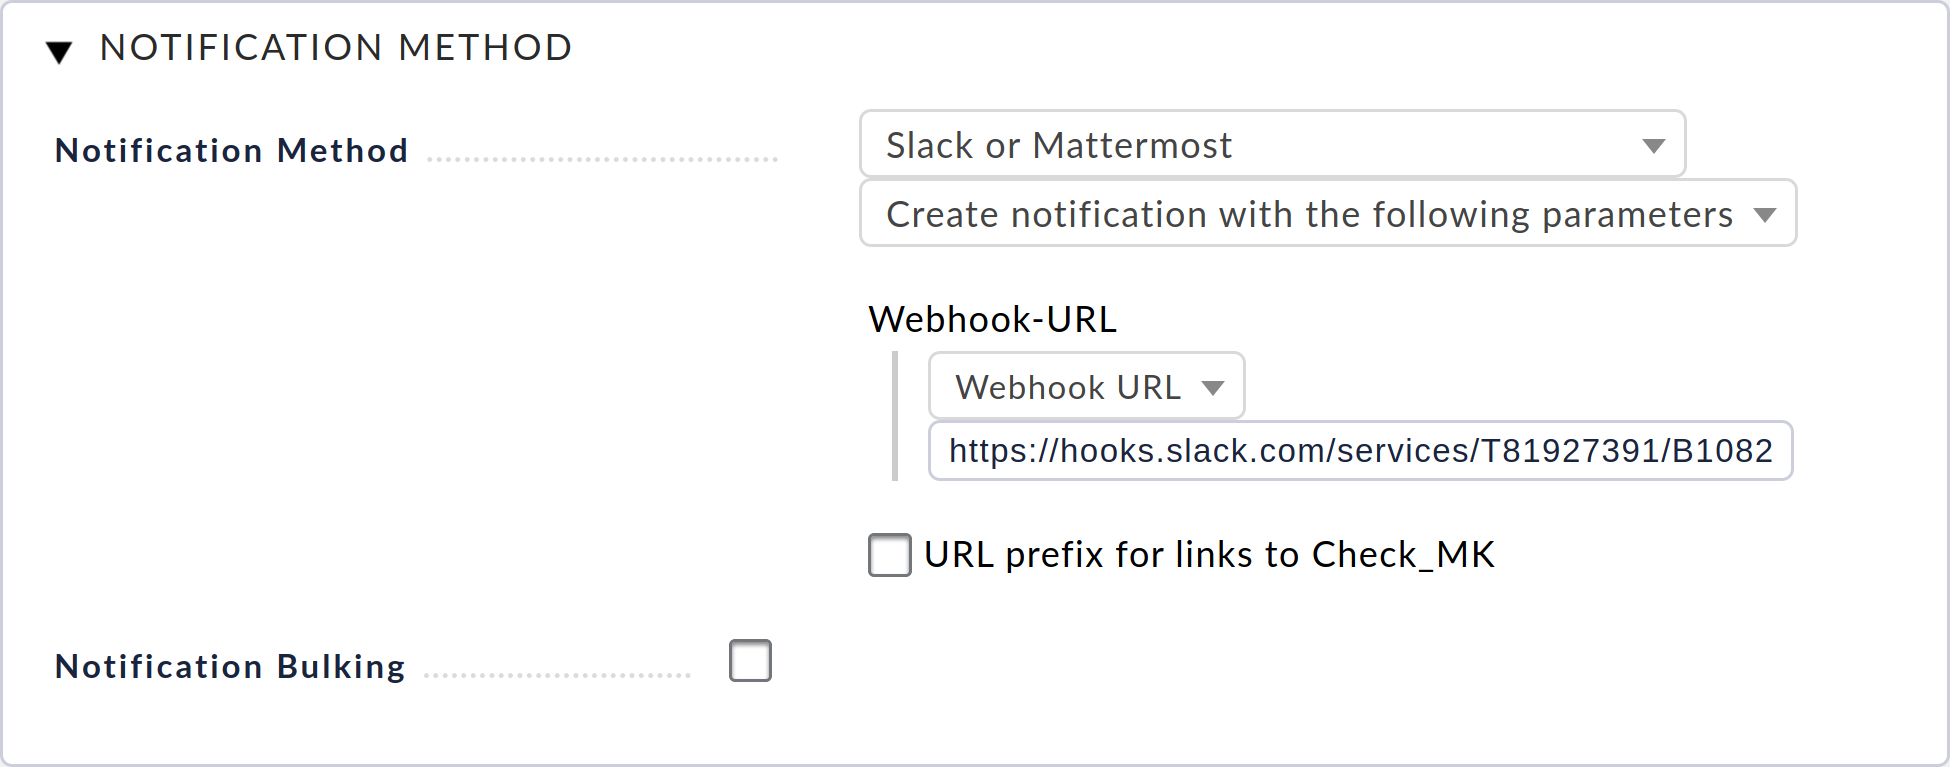 NOTIFICATION METHOD
Notification Method
Slack or Mattermost
Create notification with the following parameters
Webhook-URL
Webhook URL
https://hooks.slack.com/services/T81927391/B1082
URL prefix for links to Check_MK
Notification Bulking